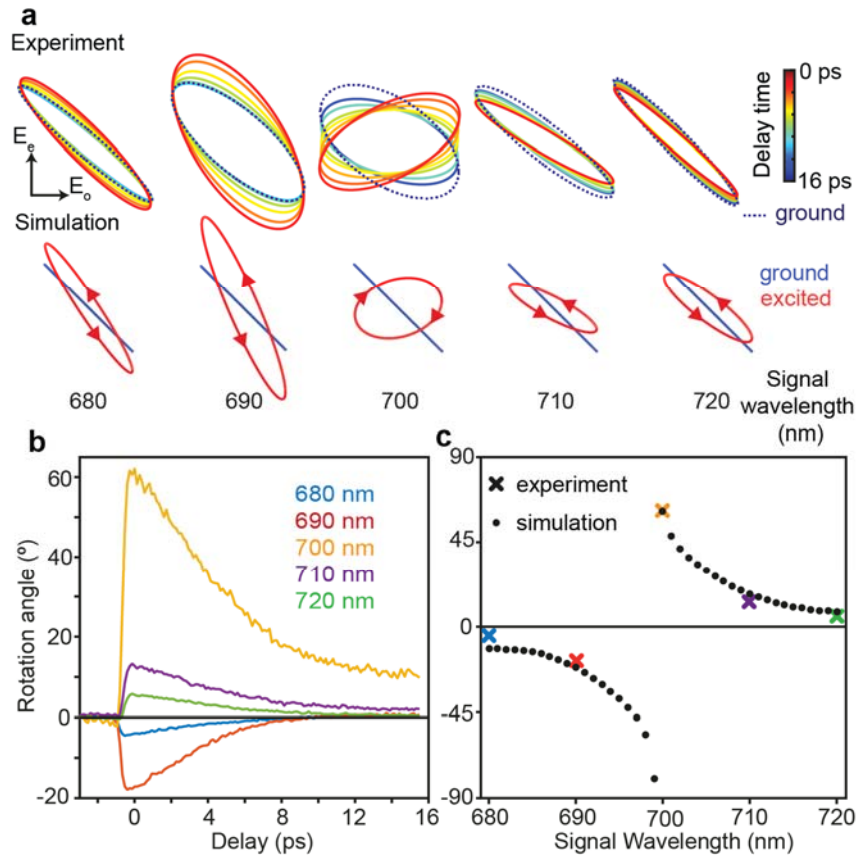 a
Experiment
E_e
E_o
0 ps
Delay time
16 ps
ground
Simulation
ground
excited
680 690 700 710 720
Signal wavelength (nm)
b
60
40
20
0
-20
Rotation angle (º)
680 nm
690 nm
700 nm
710 nm
720 nm
0 4 8 12 16
Delay (ps)
c
90
45
0
-45
-90
experiment
simulation
680 690 700 710 720
Signal Wavelength (nm)